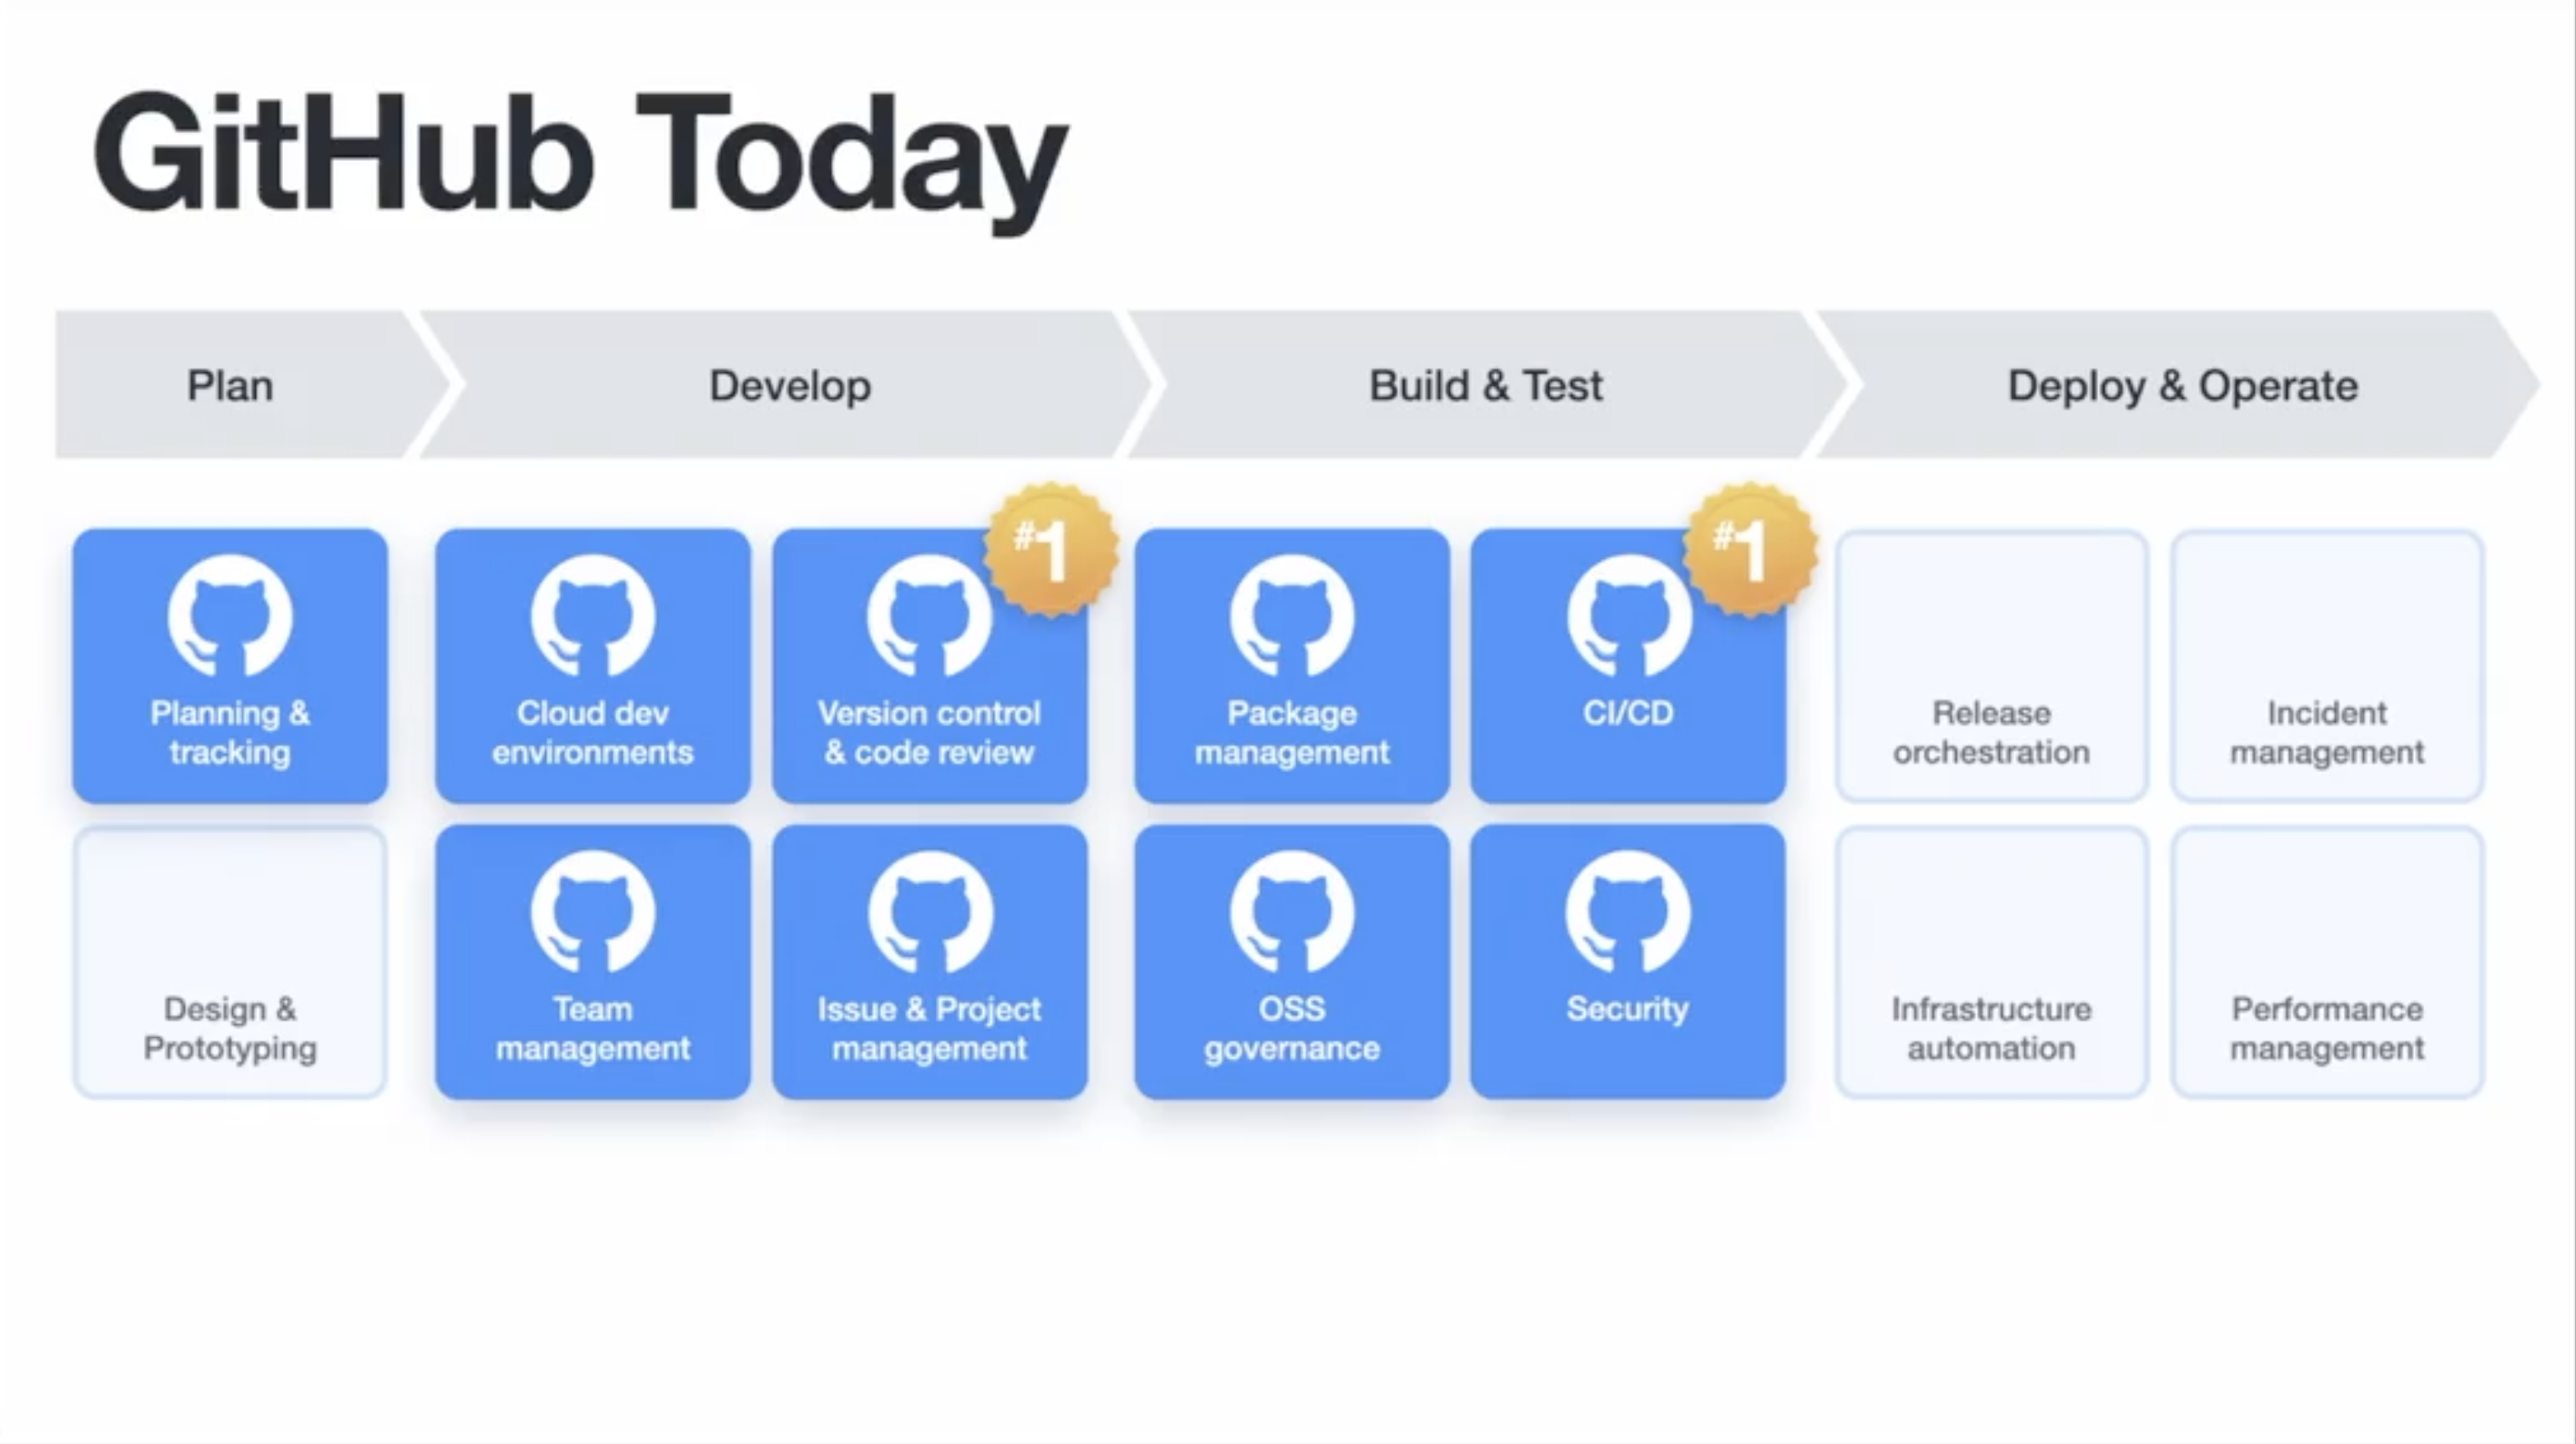 GitHub Today
Plan
Develop
Build & Test
Deploy & Operate
Planning &
tracking
Cloud dev
environments
#1
Version control
& code review
Package
management
#1
CI/CD
Release
orchestration
Incident
management
Design &
Prototyping
Team
management
Issue & Project
management
OSS
governance
Security
Infrastructure
automation
Performance
management